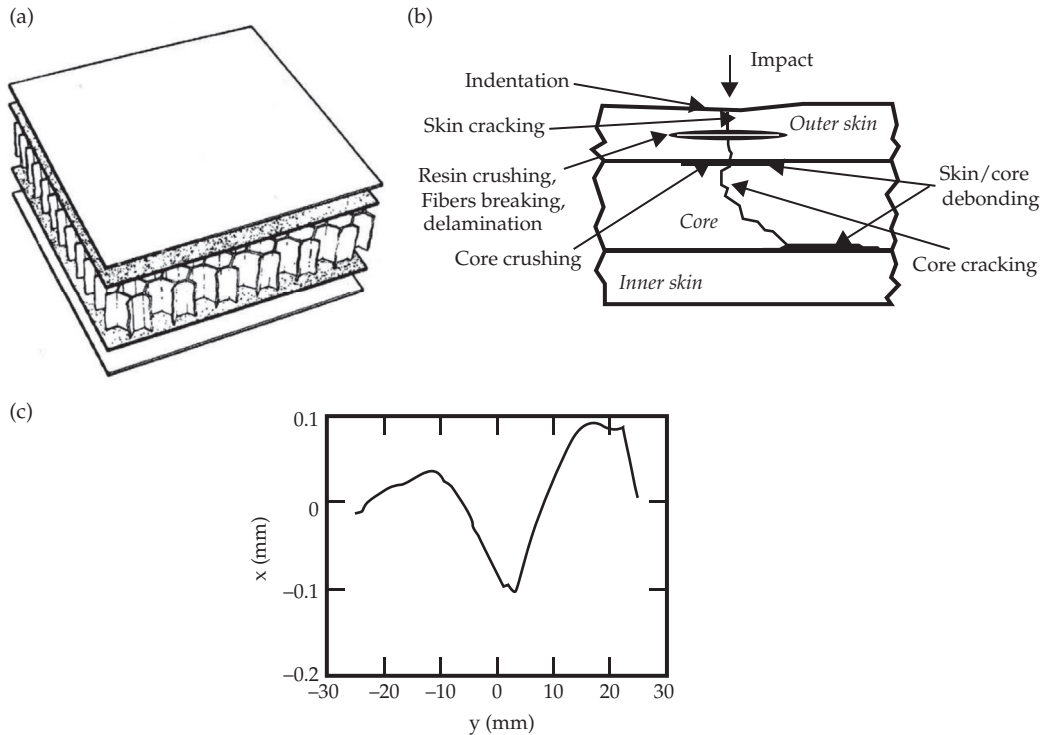 (a)
(b)
Impact
Indentation
Skin cracking
Outer skin
Resin crushing,
Fibers breaking,
delamination
Skin/core
debonding
Core
Core crushing
Core cracking
Inner skin
(c)
0.1
0
−0.1
−0.2
x (mm)
−30 −20 −10 0 10 20 30
y (mm)